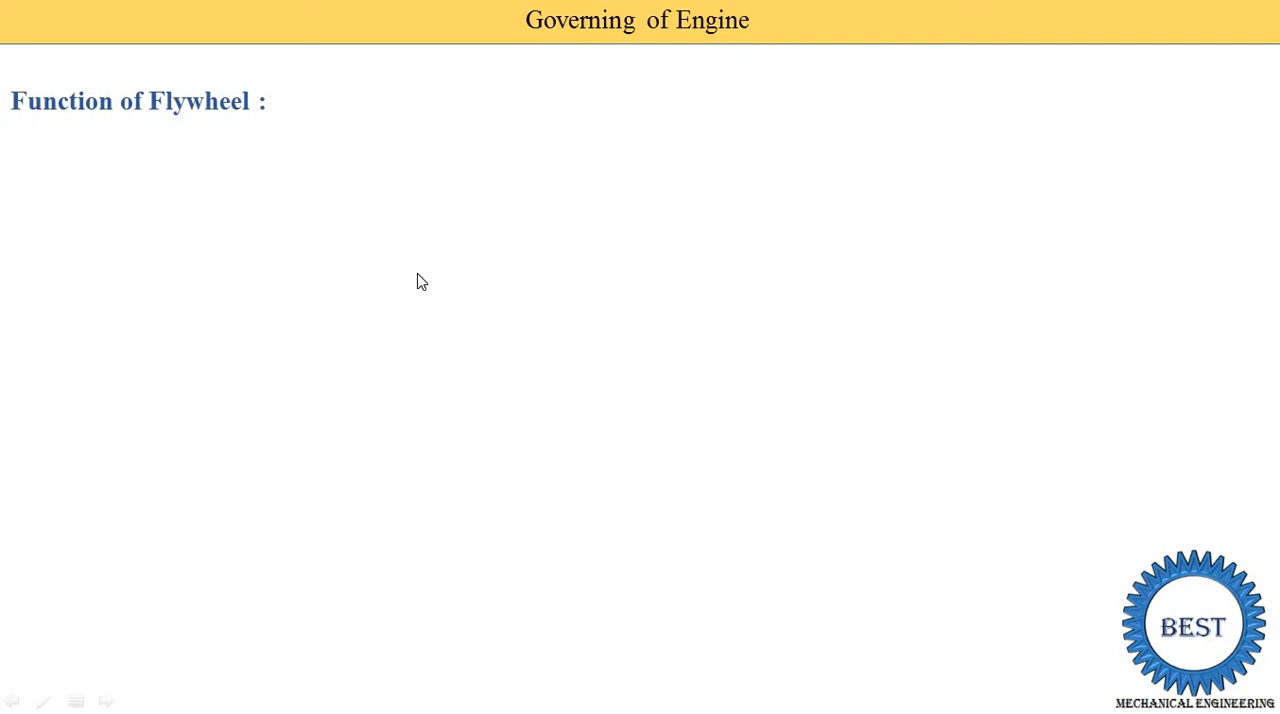 Governing of Engine
Function of Flywheel :
BEST
MECHANICAL ENGINEERING